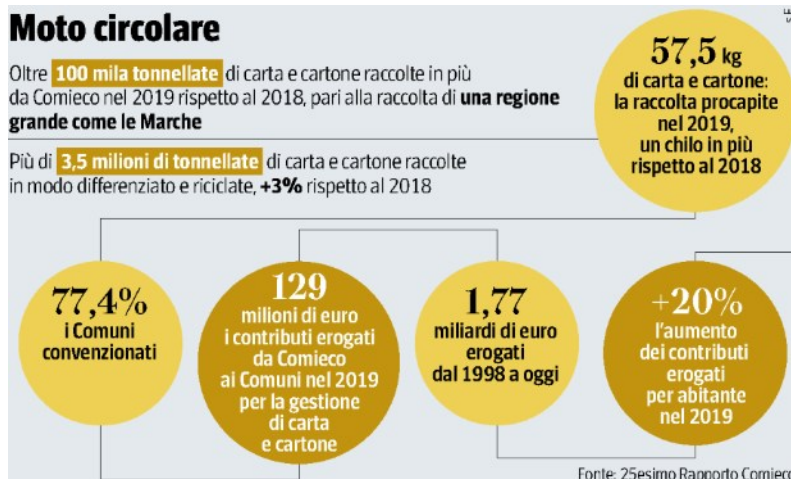 Moto circolare
Oltre 100 mila tonnellate di carta e cartone raccolte in più
da Comieco nel 2019 rispetto al 2018, pari alla raccolta di una regione
grande come le Marche
Più di 3,5 milioni di tonnellate di carta e cartone raccolte
in modo differenziato e riciclate, +3% rispetto al 2018
57,5 kg
di carta e cartone:
la raccolta procapite
nel 2019,
un chilo in più
rispetto al 2018
77,4%
i Comuni
convenzionati
129
milioni di euro
i contributi erogati
da Comieco
ai Comuni nel 2019
per la gestione
di carta
e cartone
1,77
miliardi di euro
erogati
dal 1998 a oggi
+20%
l'aumento
dei contributi
erogati
per abitante
nel 2019
Fonte: 25esimo Rapporto Comieco